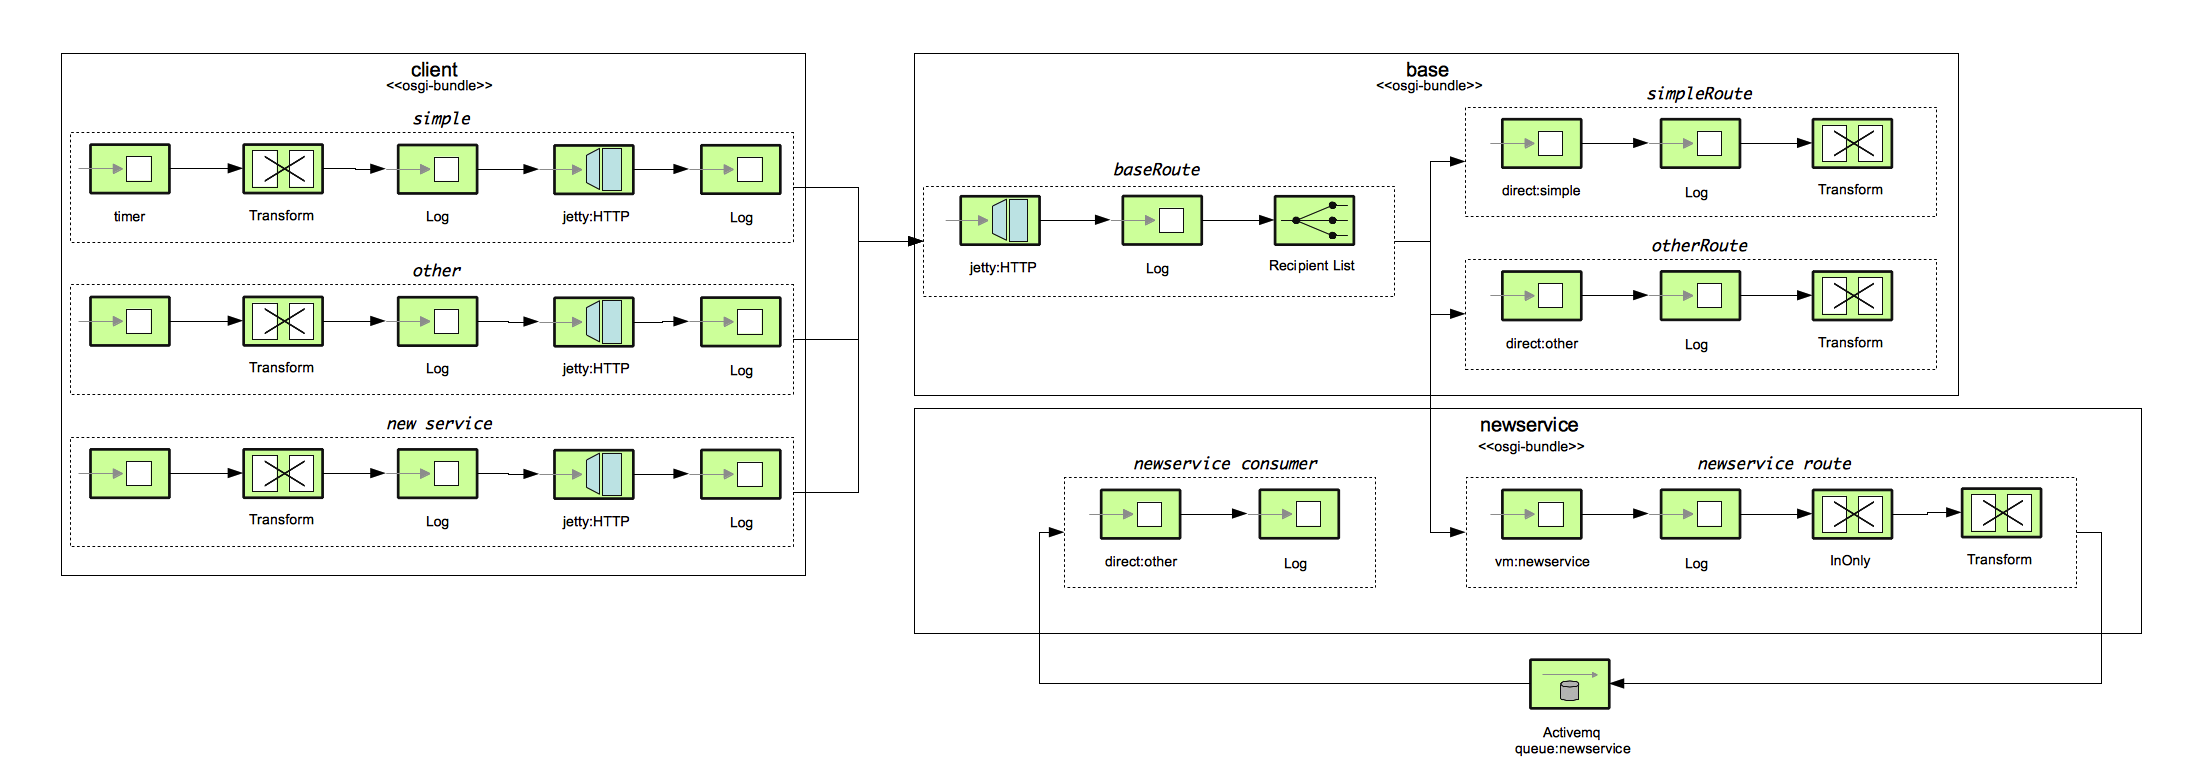 client
<<osgi-bundle>>
simple
timer
Transform
Log
jetty:HTTP
Log
other
Transform
Log
jetty:HTTP
Log
new service
Transform
Log
jetty:HTTP
Log
base
<<osgi-bundle>>
baseRoute
jetty:HTTP
Log
Recipient List
simpleRoute
direct:simple
Log
Transform
otherRoute
direct:other
Log
Transform
newservice
<<osgi-bundle>>
newservice consumer
direct:other
Log
newservice route
vm:newservice
Log
InOnly
Transform
Activemq
queue:newservice